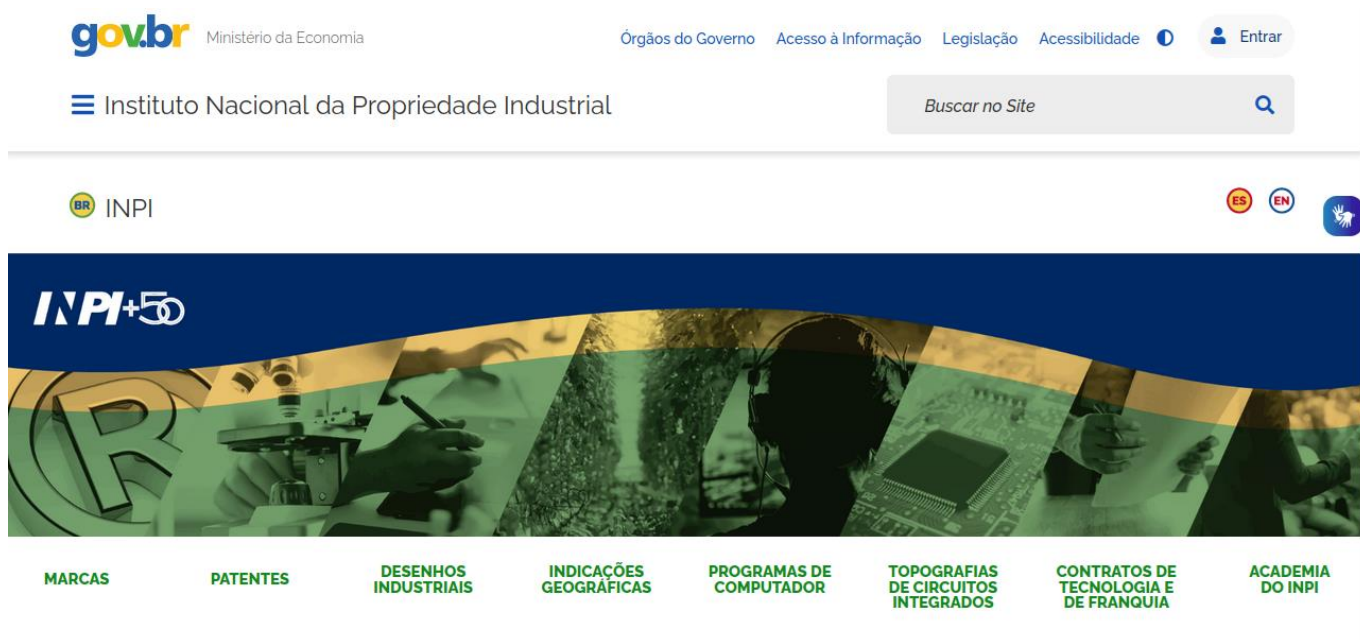 gov.br Ministério da Economia Órgãos do Governo Acesso à Informação Legislação Acessibilidade Entrar
Instituto Nacional da Propriedade Industrial Buscar no Site
BR INPI ES EN
INPI+50
R
MARCAS
PATENTES
DESENHOS
INDUSTRIAIS
INDICAÇÕES
GEOGRÁFICAS
PROGRAMAS DE
COMPUTADOR
TOPOGRAFIAS
DE CIRCUITOS
INTEGRADOS
CONTRATOS DE
TECNOLOGIA E
DE FRANQUIA
ACADEMIA
DO INPI